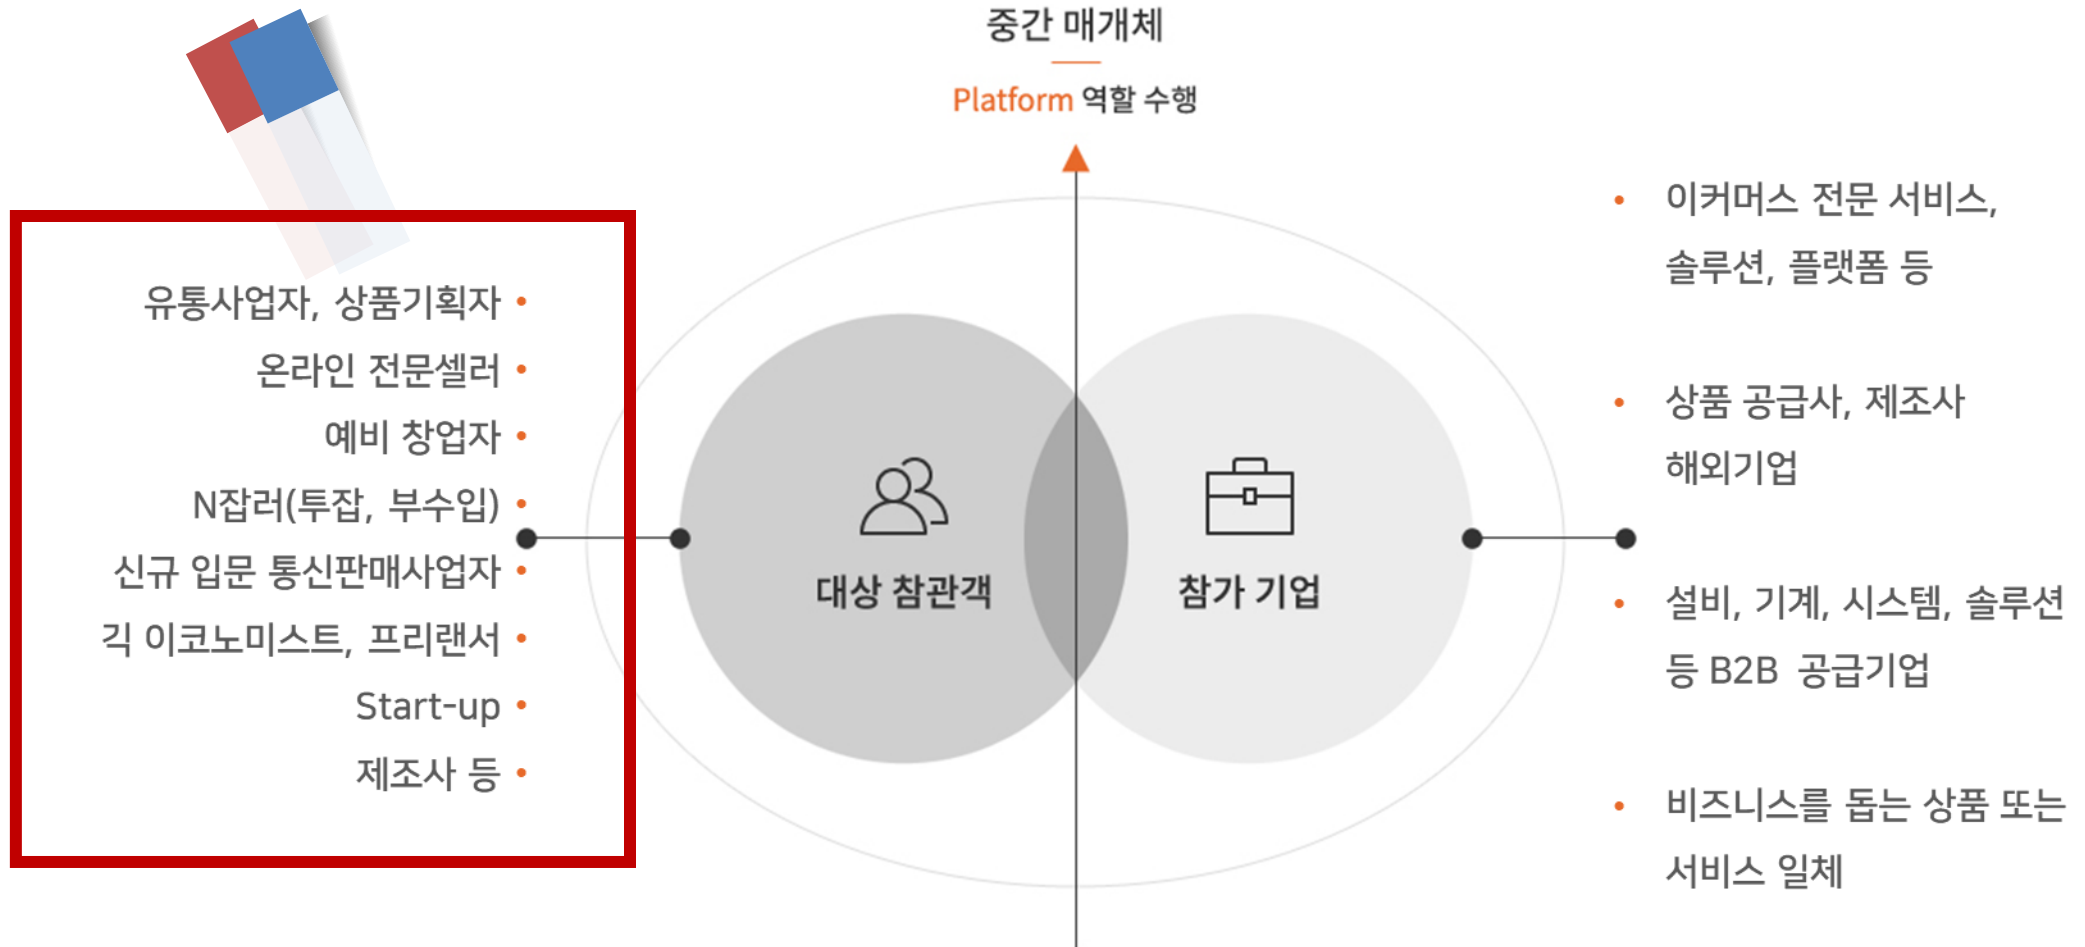 중간 매개체
Platform 역할 수행
유통사업자, 상품기획자
온라인 전문셀러
예비 창업자
N잡러(투잡, 부수입)
신규 입문 통신판매사업자
긱 이코노미스트, 프리랜서
Start-up
제조사 등
대상 참관객
참가 기업
이커머스 전문 서비스,
솔루션, 플랫폼 등
상품 공급사, 제조사
해외기업
설비, 기계, 시스템, 솔루션
등 B2B 공급기업
비즈니스를 돕는 상품 또는
서비스 일체